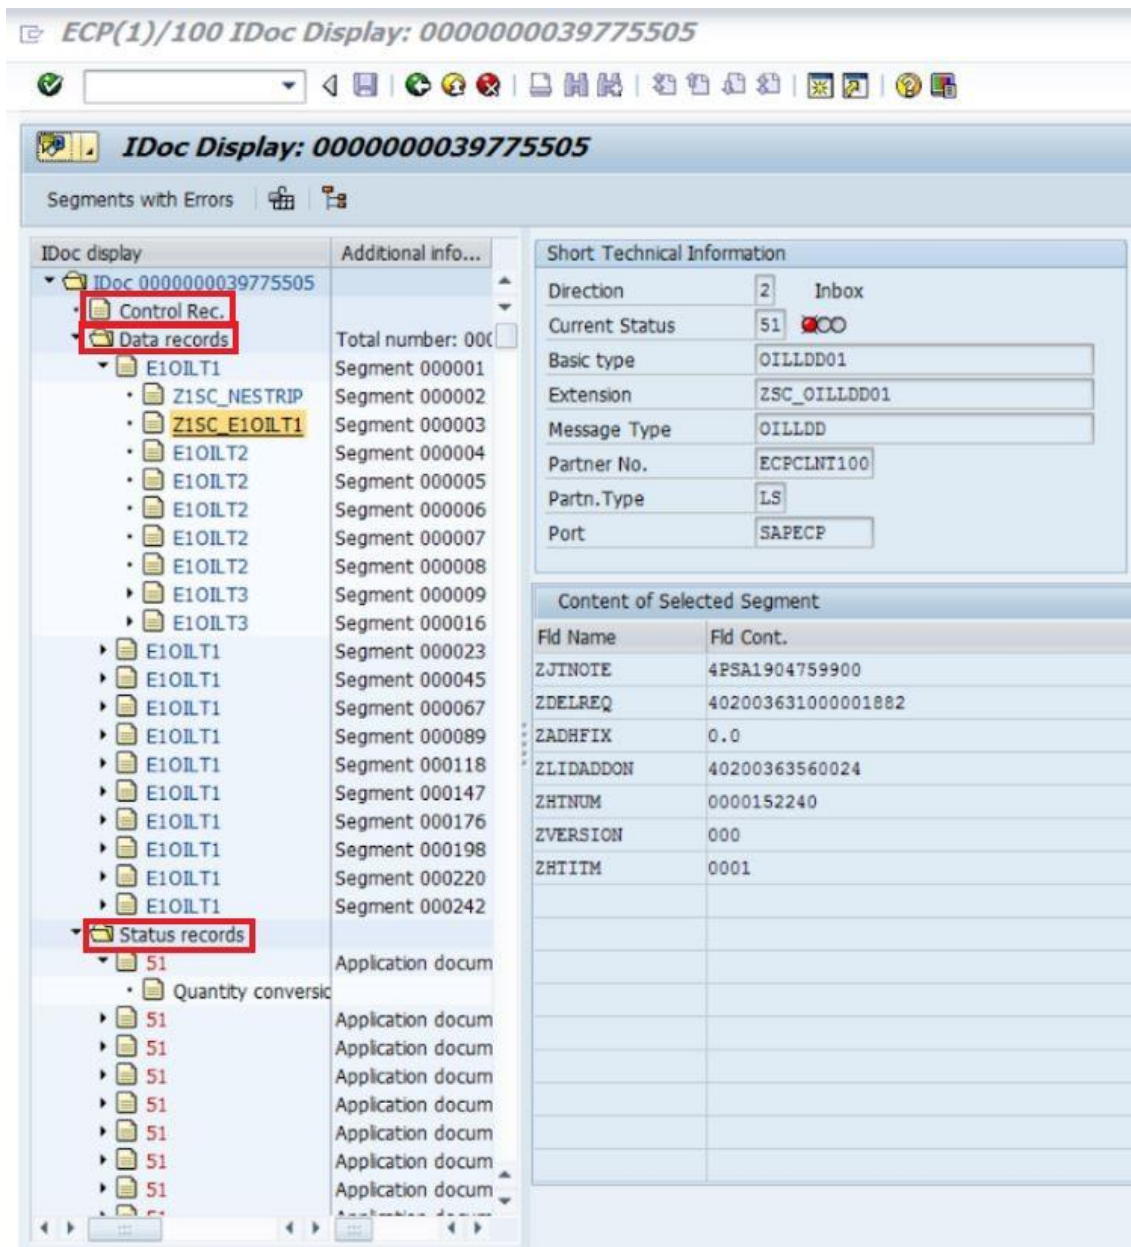 ECP(1)/100 IDoc Display: 0000000039775505
IDoc Display: 0000000039775505
Segments with Errors
IDoc display Additional info...
IDoc 0000000039775505
Control Rec.
Data records Total number: 000
E1OILT1 Segment 000001
Z1SC_NESTRIP Segment 000002
Z1SC_E1OILT1 Segment 000003
E1OILT2 Segment 000004
E1OILT2 Segment 000005
E1OILT2 Segment 000006
E1OILT2 Segment 000007
E1OILT2 Segment 000008
E1OILT3 Segment 000009
E1OILT3 Segment 000016
E1OILT1 Segment 000023
E1OILT1 Segment 000045
E1OILT1 Segment 000067
E1OILT1 Segment 000089
E1OILT1 Segment 000118
E1OILT1 Segment 000147
E1OILT1 Segment 000176
E1OILT1 Segment 000198
E1OILT1 Segment 000220
E1OILT1 Segment 000242
Status records
51 Application docum
Quantity conversic
51 Application docum
51 Application docum
51 Application docum
51 Application docum
51 Application docum
51 Application docum
51 Application docum
Short Technical Information
Direction 2 Inbox
Current Status 51
Basic type OILLDD01
Extension ZSC_OILLDD01
Message Type OILLDD
Partner No. ECPCLNT100
Partn.Type LS
Port SAPECP
Content of Selected Segment
Fld Name Fld Cont.
ZJTNOTE 4PSA1904759900
ZDELREQ 402003631000001882
ZADHFIX 0.0
ZLIDADDON 40200363560024
ZHTNUM 0000152240
ZVERSION 000
ZHTITM 0001